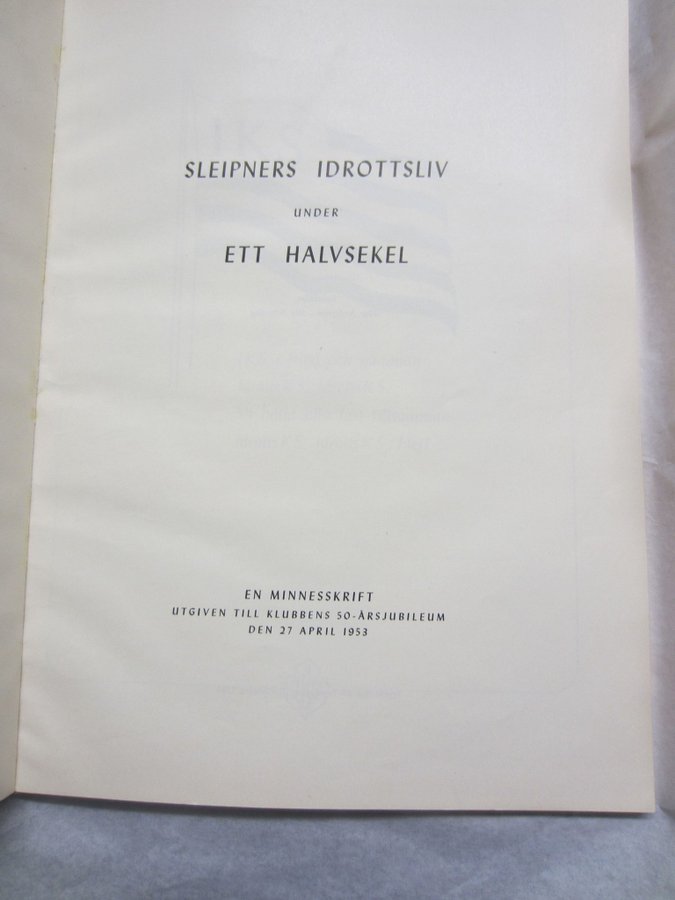 SLEIPNERS IDROTTSLIV
UNDER
ETT HALVSEKEL
EN MINNESSKRIFT
UTGIVEN TILL KLUBBENS 50-ÅRSJUBILEUM
DEN 27 APRIL 1953